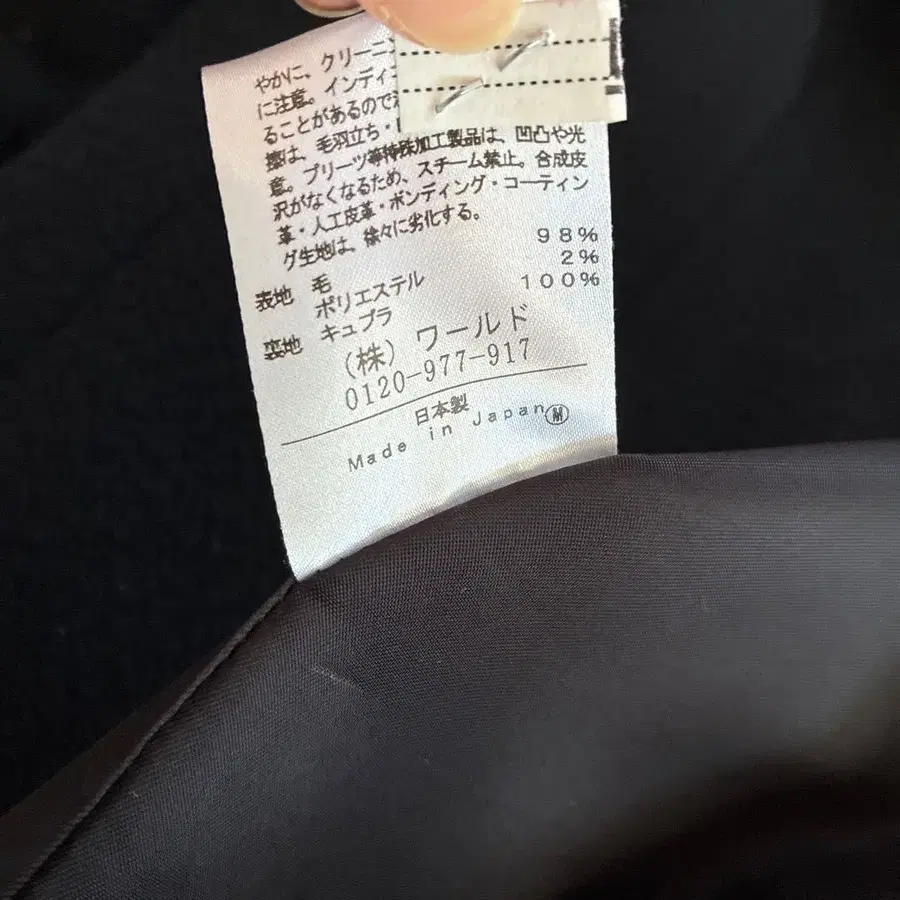 やかに、クリーニン
に注意。インディ
ることがあるので
擦は、毛羽立ち・
意。プリーツ等特殊加工製品は、凹凸や光
沢がなくなるため、スチーム禁止。合成皮
革・人工皮革・ボンディング・コーティン
グ生地は、徐々に劣化する。
表地 毛 98%
ポリエステル 2%
裏地 キュプラ 100%
(株) ワールド
0120-977-917
日本製
Made in Japan Ⓜ